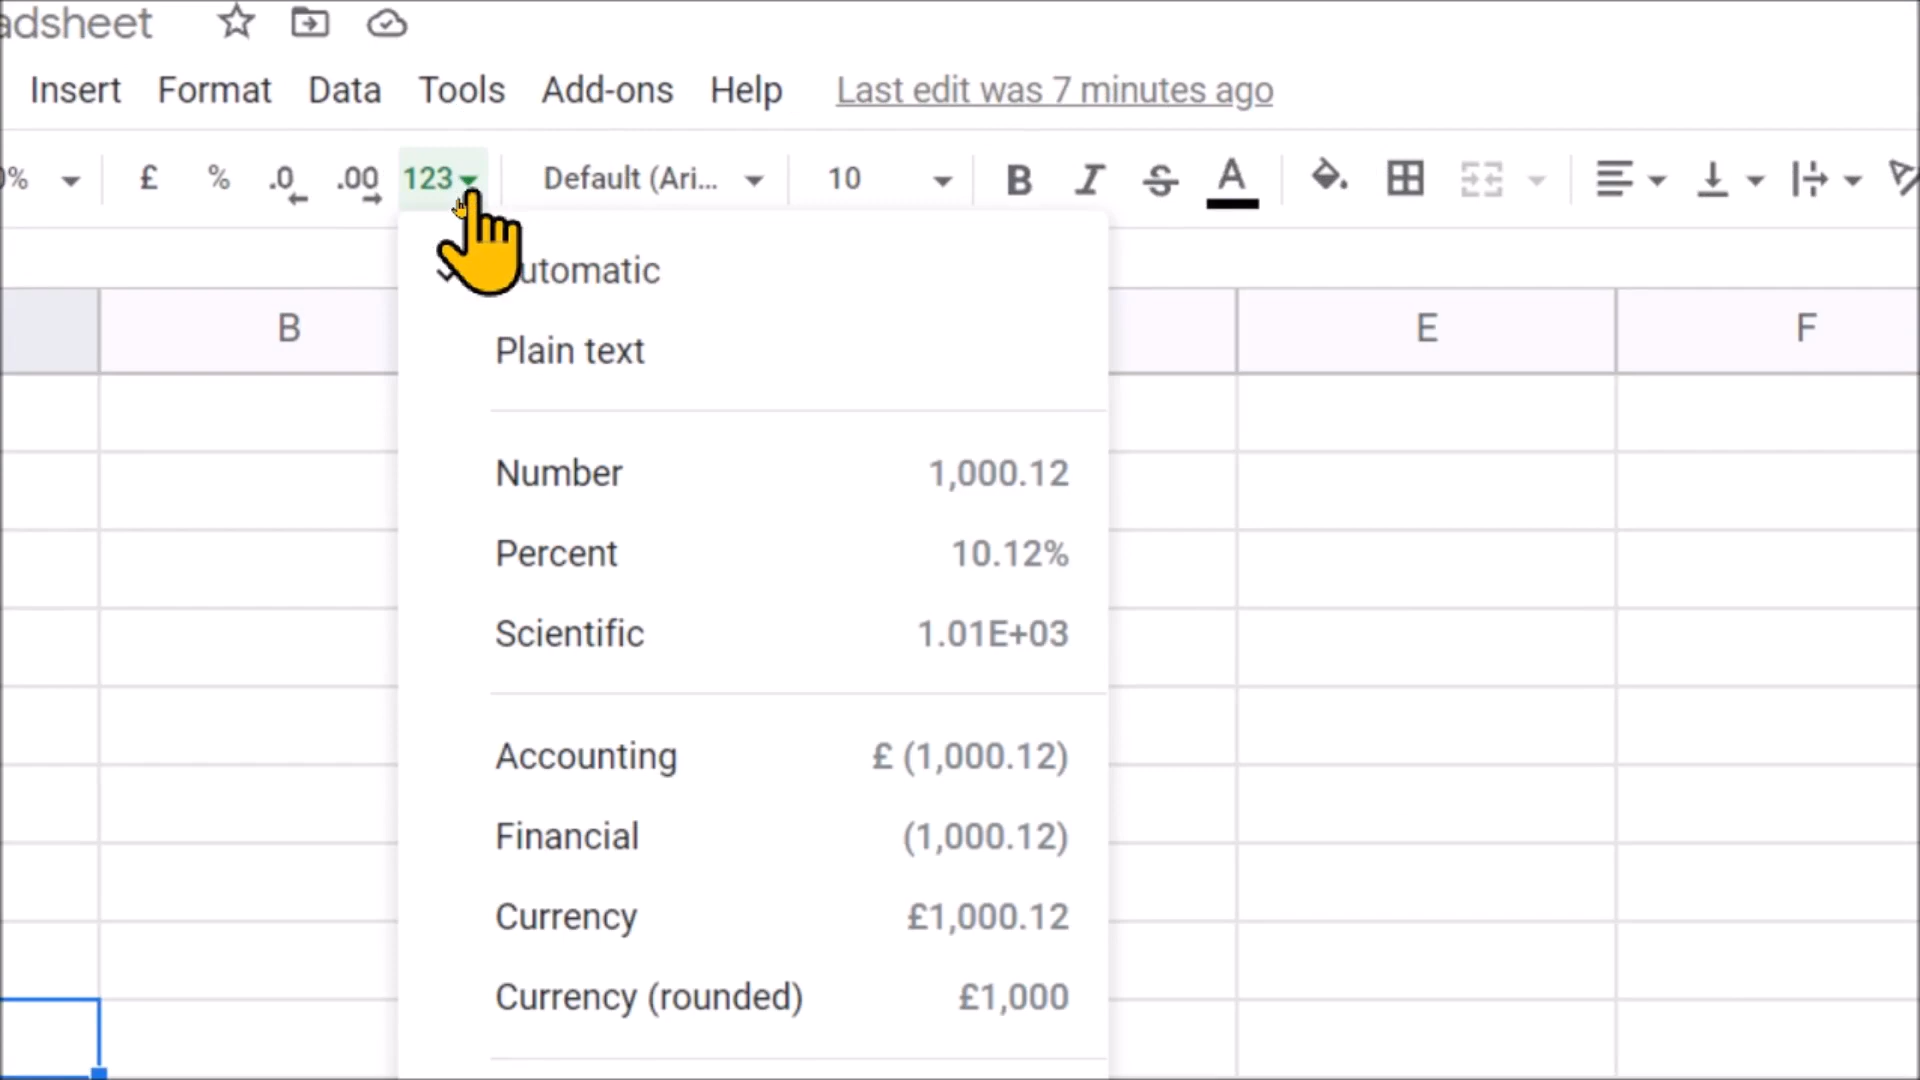 adsheet
Insert Format Data Tools Add-ons Help Last edit was 7 minutes ago
% £ % .0 .00 123 Default (Ari... 10 B I S A
utomatic
B E F
Plain text
Number 1,000.12
Percent 10.12%
Scientific 1.01E+03
Accounting £ (1,000.12)
Financial (1,000.12)
Currency £1,000.12
Currency (rounded) £1,000